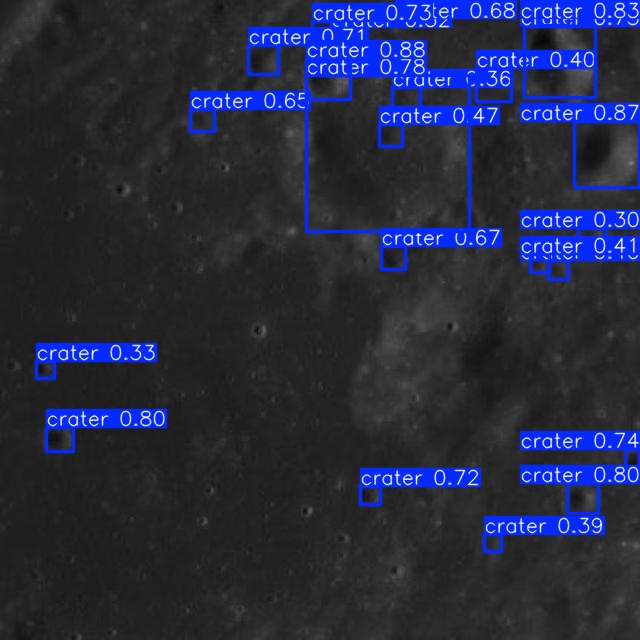 crater 0.73
ter 0.68
crater 0.83
crater 0.71
crater 0.88
crater 0.78
crater 0.40
crater 0.36
crater 0.65
crater 0.47
crater 0.87
crater 0.30
crater 0.67
crater 0.41
crater 0.33
crater 0.80
crater 0.74
crater 0.72
crater 0.80
crater 0.39